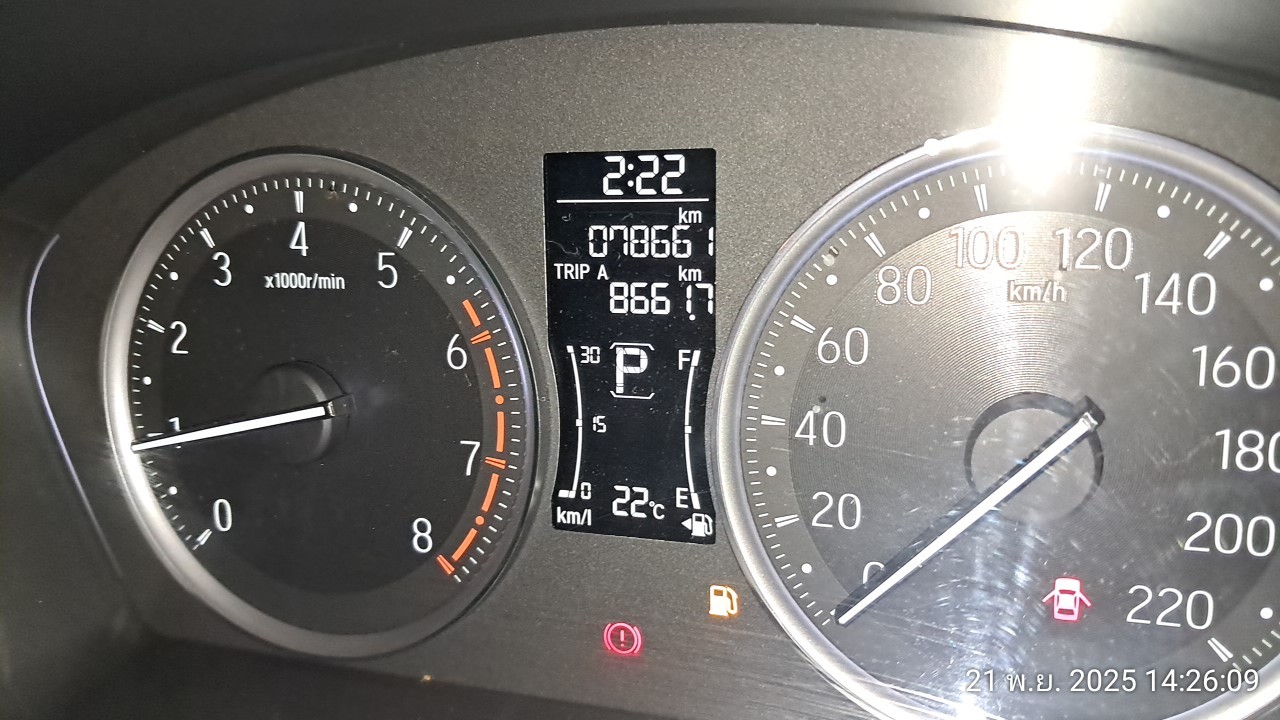 2:22
km
078661
TRIP A km
8661.7
30 P F
15
0 22°C E
km/l
0 1 2 3 4 5 6 7 8
x1000r/min
0 20 40 60 80 100 120 140 160 180 200 220
km/h
21 พ.ย. 2025 14:26:09